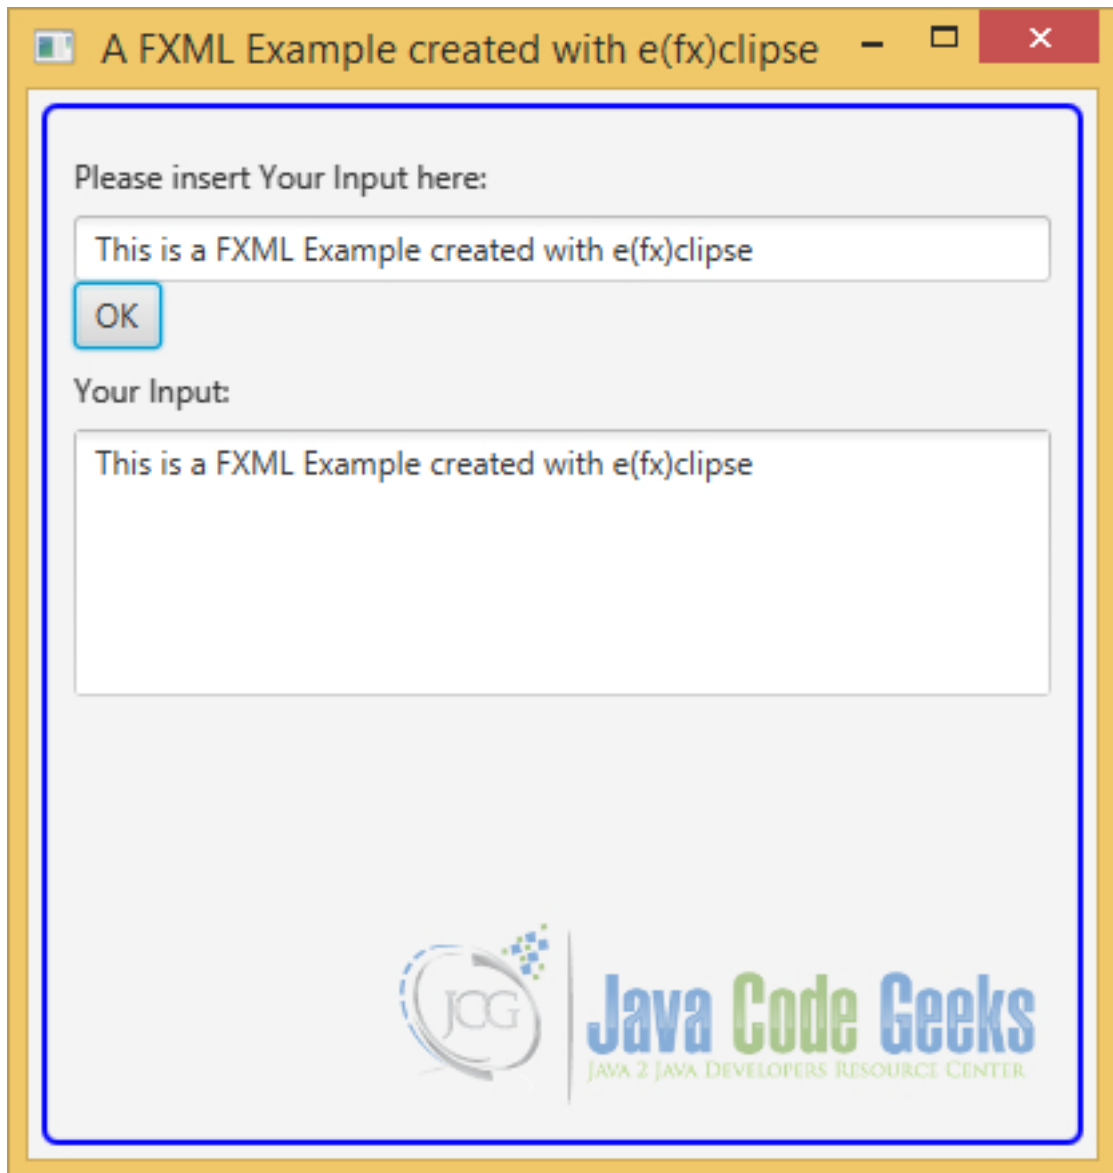 A FXML Example created with e(fx)clipse
Please insert Your Input here:
This is a FXML Example created with e(fx)clipse
OK
Your Input:
This is a FXML Example created with e(fx)clipse
JCG
Java Code Geeks
JAVA 2 JAVA DEVELOPERS RESOURCE CENTER